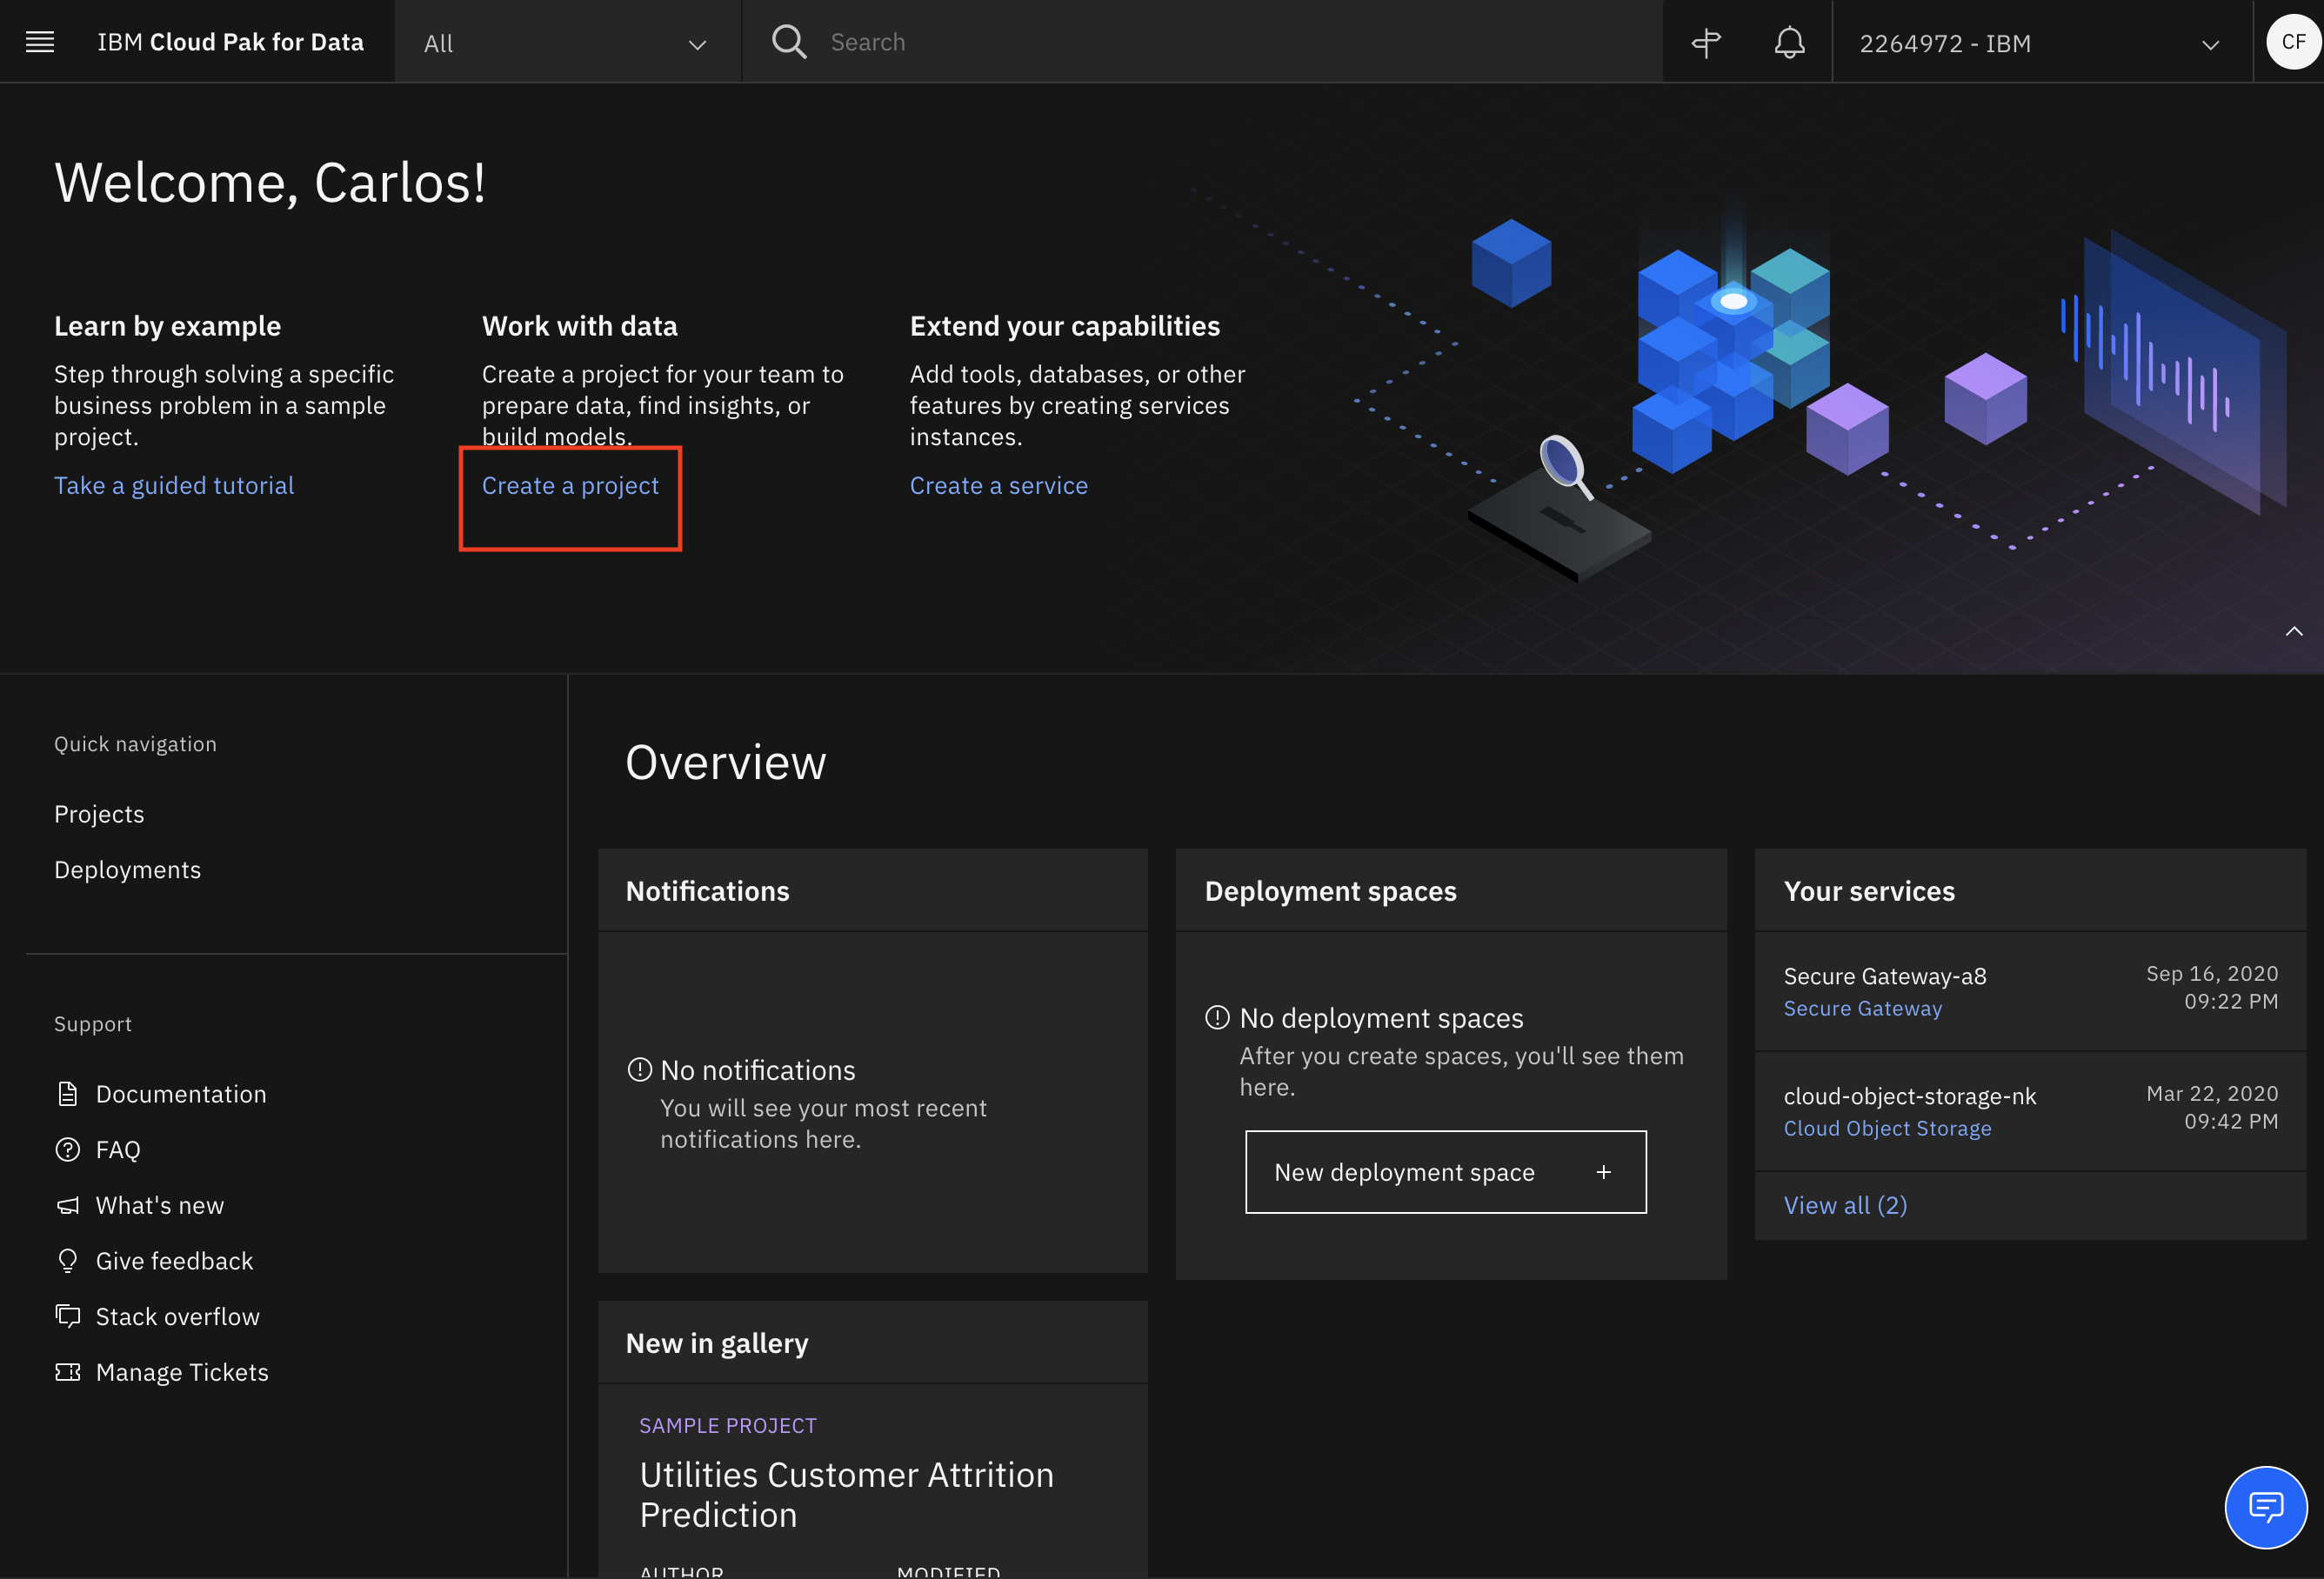 IBM Cloud Pak for Data
All
Search
2264972 - IBM
CF
Welcome, Carlos!
Learn by example
Step through solving a specific
business problem in a sample
project.
Take a guided tutorial
Work with data
Create a project for your team to
prepare data, find insights, or
build models.
Create a project
Extend your capabilities
Add tools, databases, or other
features by creating services
instances.
Create a service
Quick navigation
Projects
Deployments
Support
Documentation
FAQ
What's new
Give feedback
Stack overflow
Manage Tickets
Overview
Notifications
No notifications
You will see your most recent
notifications here.
Deployment spaces
No deployment spaces
After you create spaces, you'll see them
here.
New deployment space +
Your services
Secure Gateway-a8
Secure Gateway
Sep 16, 2020
09:22 PM
cloud-object-storage-nk
Cloud Object Storage
Mar 22, 2020
09:42 PM
View all (2)
New in gallery
SAMPLE PROJECT
Utilities Customer Attrition
Prediction
AUTHOR MODIFIED